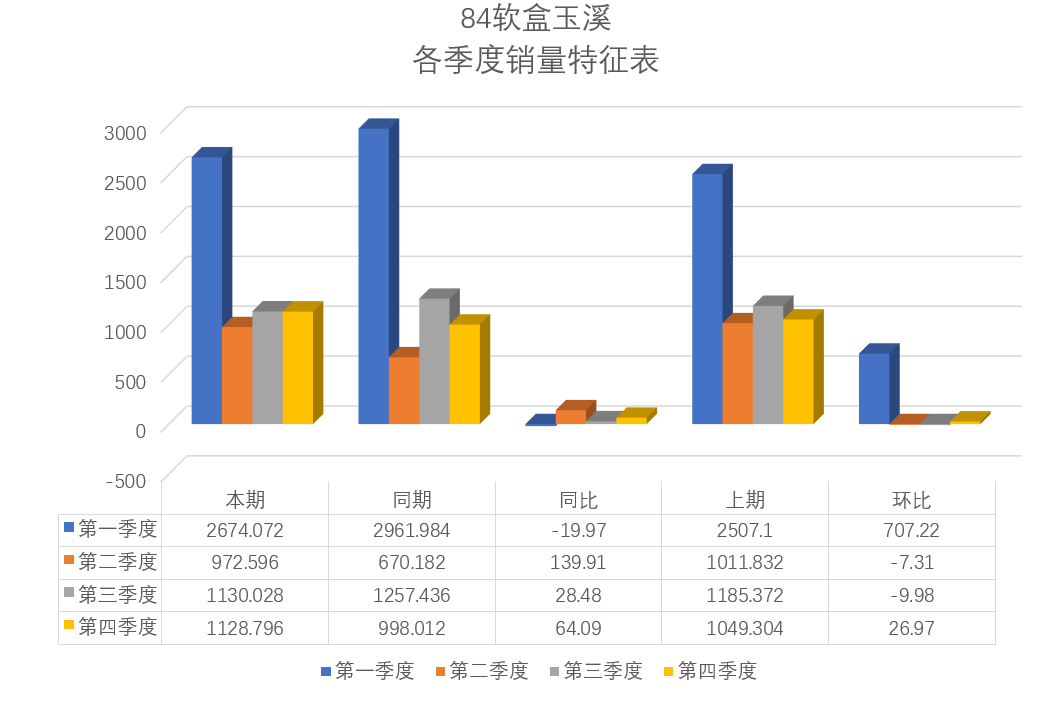 84软盒玉溪
各季度销量特征表
3000
2500
2000
1500
1000
500
0
-500
本期 同期 同比 上期 环比
第一季度 2674.072 2961.984 -19.97 2507.1 707.22
第二季度 972.596 670.182 139.91 1011.832 -7.31
第三季度 1130.028 1257.436 28.48 1185.372 -9.98
第四季度 1128.796 998.012 64.09 1049.304 26.97
第一季度 第二季度 第三季度 第四季度